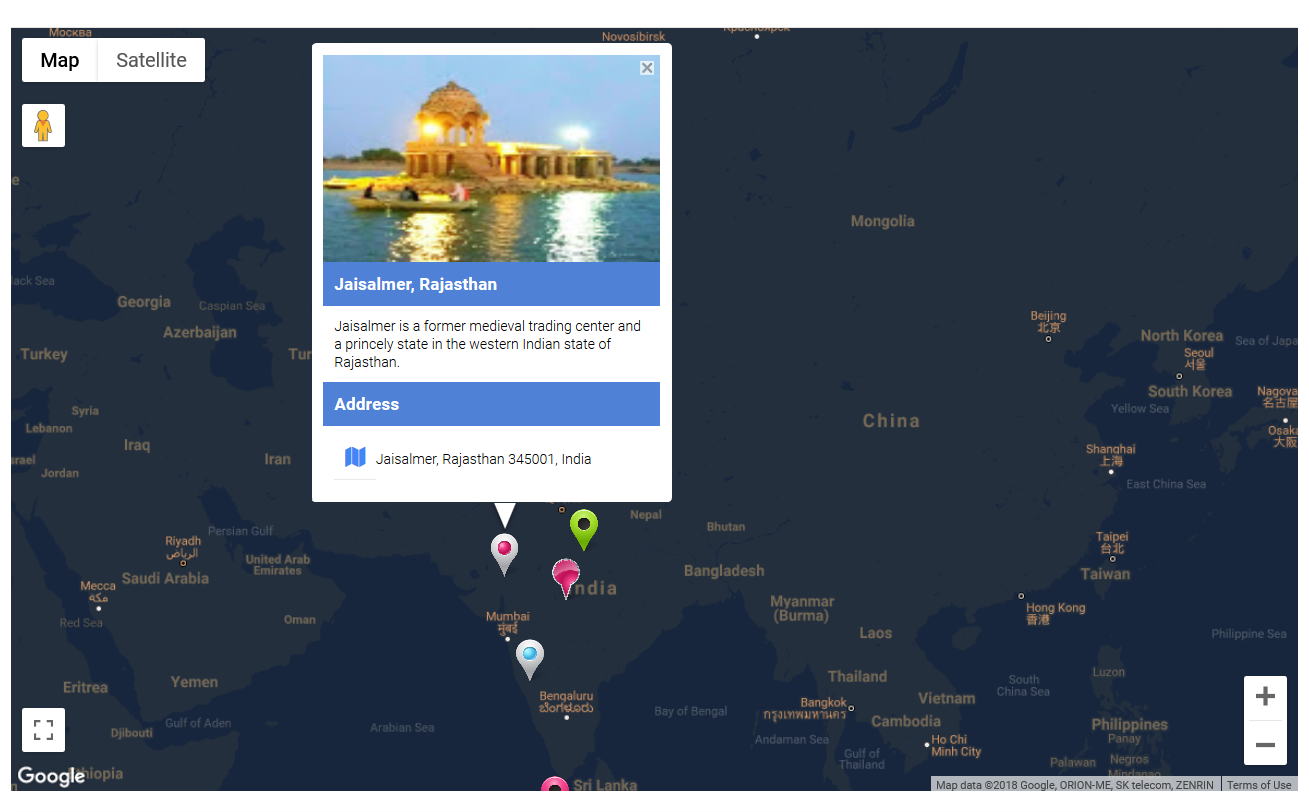 Москва
Novosibirsk
Map
Satellite
Jaisalmer, Rajasthan
Jaisalmer is a former medieval trading center and
a princely state in the western Indian state of
Rajasthan.
Address
Jaisalmer, Rajasthan 345001, India
Mongolia
Georgia
Caspian Sea
Azerbaijan
Turkey
Beijing
北京
North Korea
Sea of Japa
Seoul
서울
South Korea
Yellow Sea
Nagova
名古屋
Osaka
大阪
Syria
Lebanon
Iraq
Iran
Jordan
China
Shanghai
上海
East China Sea
Nepal
Bhutan
Persian Gulf
Riyadh
الرياض
United Arab
Emirates
Saudi Arabia
Mecca
مكة
Red Sea
Oman
India
Bangladesh
Taipei
台北
Taiwan
Mumbai
मुंबई
Myanmar
(Burma)
Laos
Hong Kong
香港
Philippine Sea
Eritrea
Yemen
Gulf of Aden
Djibouti
Arabian Sea
Bengaluru
ಬೆಂಗಳೂರು
Bay of Bengal
Thailand
Bangkok
กรุงเทพมหานคร
Andaman Sea
Gulf of
Thailand
Vietnam
Cambodia
Ho Chi
Minh City
South
China Sea
Luzon
Philippines
Panay
Negros
Palawan
Mindanao
Sri Lanka
Google
thiopia
Map data ©2018 Google, ORION-ME, SK telecom, ZENRIN
Terms of Use